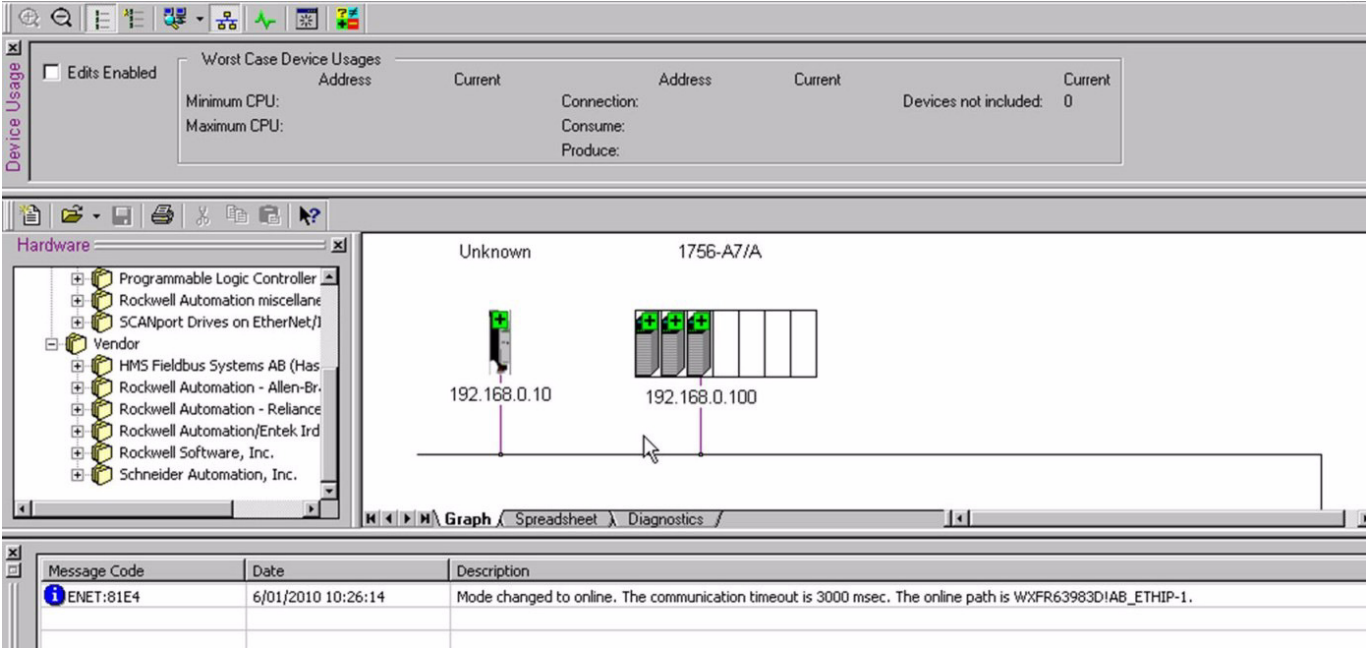 Device Usage
Edits Enabled
Worst Case Device Usages
Address Current Address Current Current
Minimum CPU: Connection: Devices not included: 0
Maximum CPU: Consume:
Produce:
Hardware
Programmable Logic Controller
Rockwell Automation miscellane
SCANport Drives on EtherNet/I
Vendor
HMS Fieldbus Systems AB (Has
Rockwell Automation - Allen-Br
Rockwell Automation - Reliance
Rockwell Automation/Entek Ird
Rockwell Software, Inc.
Schneider Automation, Inc.
Unknown 1756-A7/A
192.168.0.10 192.168.0.100
Graph Spreadsheet Diagnostics
Message Code Date Description
ENET:81E4 6/01/2010 10:26:14 Mode changed to online. The communication timeout is 3000 msec. The online path is WXFR63983D!AB_ETHIP-1.